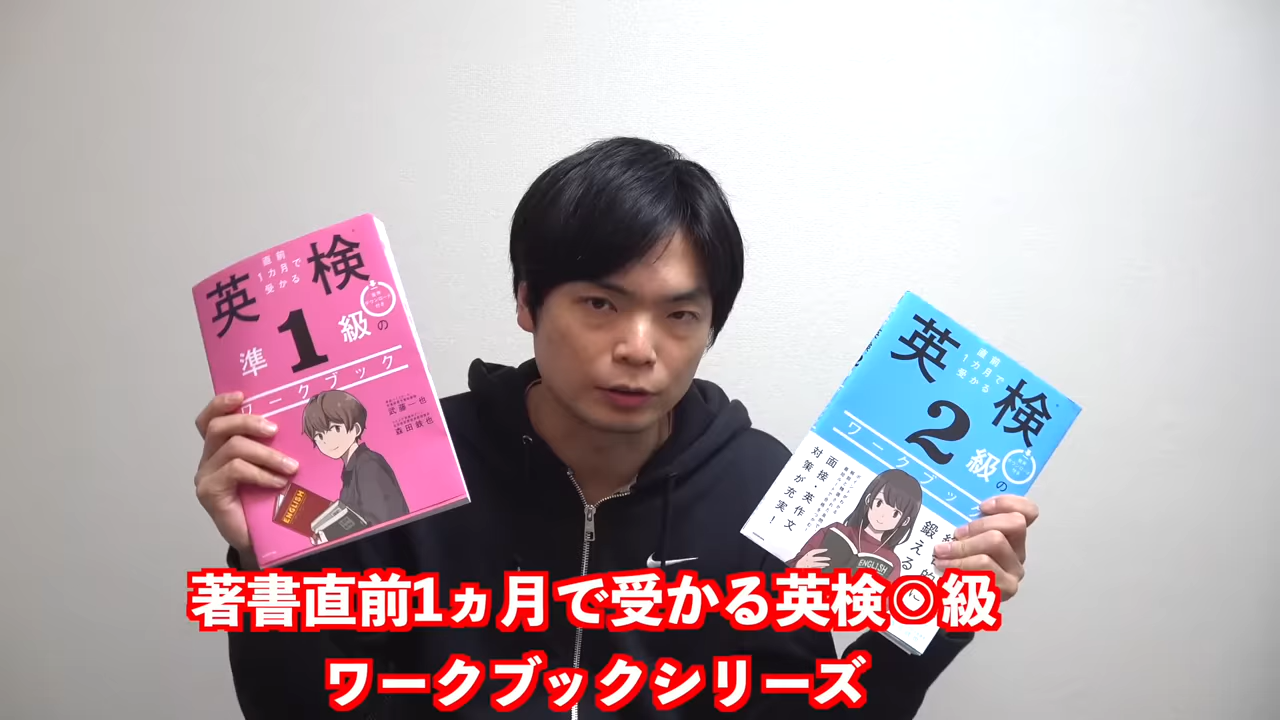 直前
1カ月で
受かる
英検
準1級の
ワークブック
武藤一也
森田鉄也
ENGLISH
直前
1カ月で
受かる
英検
2級の
ワークブック
面接・英作文
対策が充実!
鍛える
ENGLISH
著書直前1ヵ月で受かる英検◎級
ワークブックシリーズ